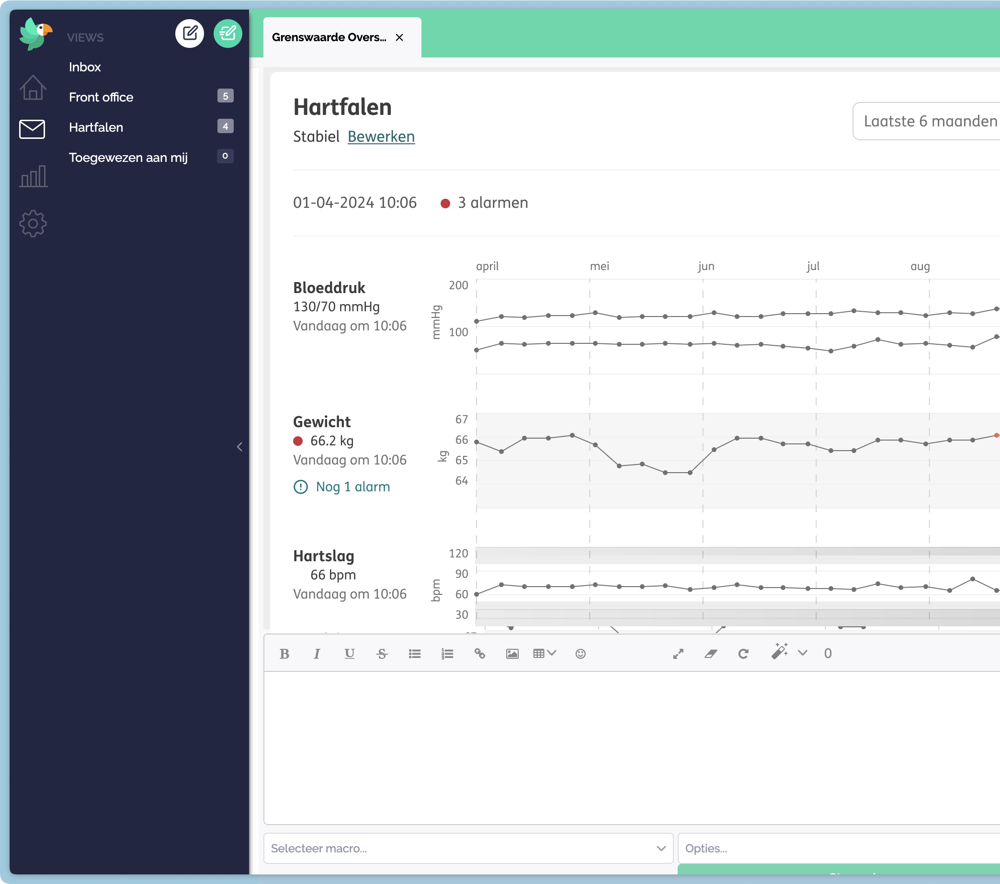 VIEWS
Inbox
Front office 5
Hartfalen 4
Toegewezen aan mij 0
Grenswaarde Overs...
Hartfalen
Stabiel Bewerken
Laatste 6 maanden
01-04-2024 10:06 3 alarmen
april mei jun jul aug
Bloeddruk
130/70 mmHg
Vandaag om 10:06
mmHg
200
100
Gewicht
66.2 kg
Vandaag om 10:06
Nog 1 alarm
kg
67
66
65
64
Hartslag
66 bpm
Vandaag om 10:06
bpm
120
90
60
30
B I U S 0
Selecteer macro...
Opties...